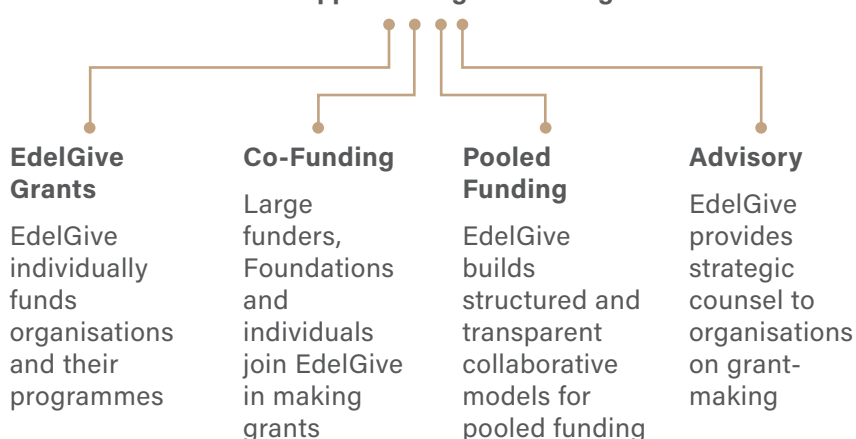 EdelGive
Grants
EdelGive
individually
funds
organisations
and their
programmes
Co-Funding
Large
funders,
Foundations
and
individuals
join EdelGive
in making
grants
Pooled
Funding
EdelGive
builds
structured and
transparent
collaborative
models for
pooled funding
Advisory
EdelGive
provides
strategic
counsel to
organisations
on grant-
making